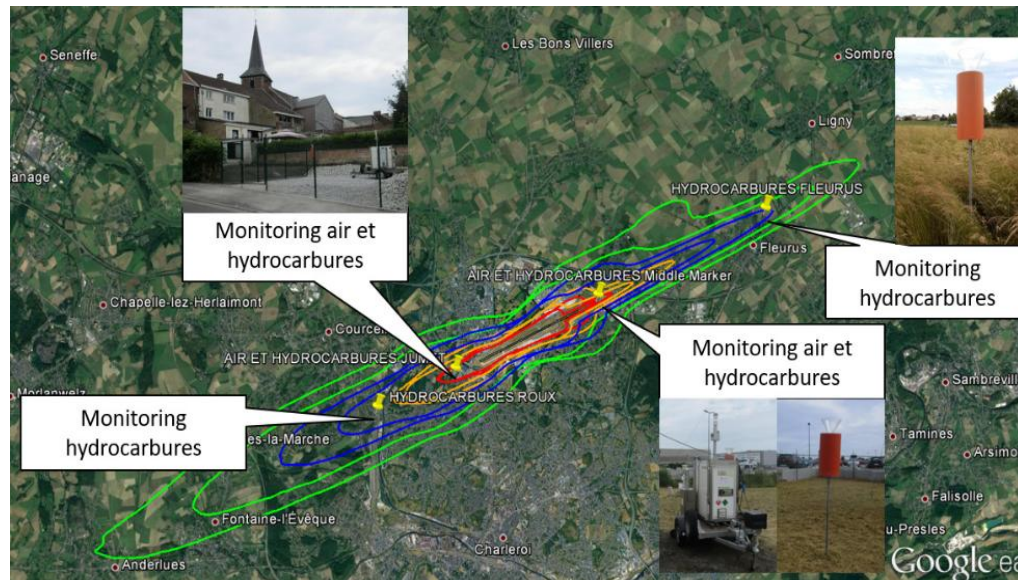 Seneffe
Les Bons Villers
Sombref
Ligny
anage
HYDROCARBURES FLEURUS
Monitoring air et
hydrocarbures
Fleurus
Monitoring
hydrocarbures
AIR ET HYDROCARBURES Middle-Marker
Chapelle-lez-Herlaimont
Courcel
Monitoring air et
hydrocarbures
AIR ET HYDROCARBURES JUMET
Sambreville
Morlanwelz
HYDROCARBURES ROUX
Monitoring
hydrocarbures
es-la-Marche
Tamines
Arsimo
Falisolle
Fontaine-l'Évêque
u-Presles
Charleroi
Anderlues
Google ea